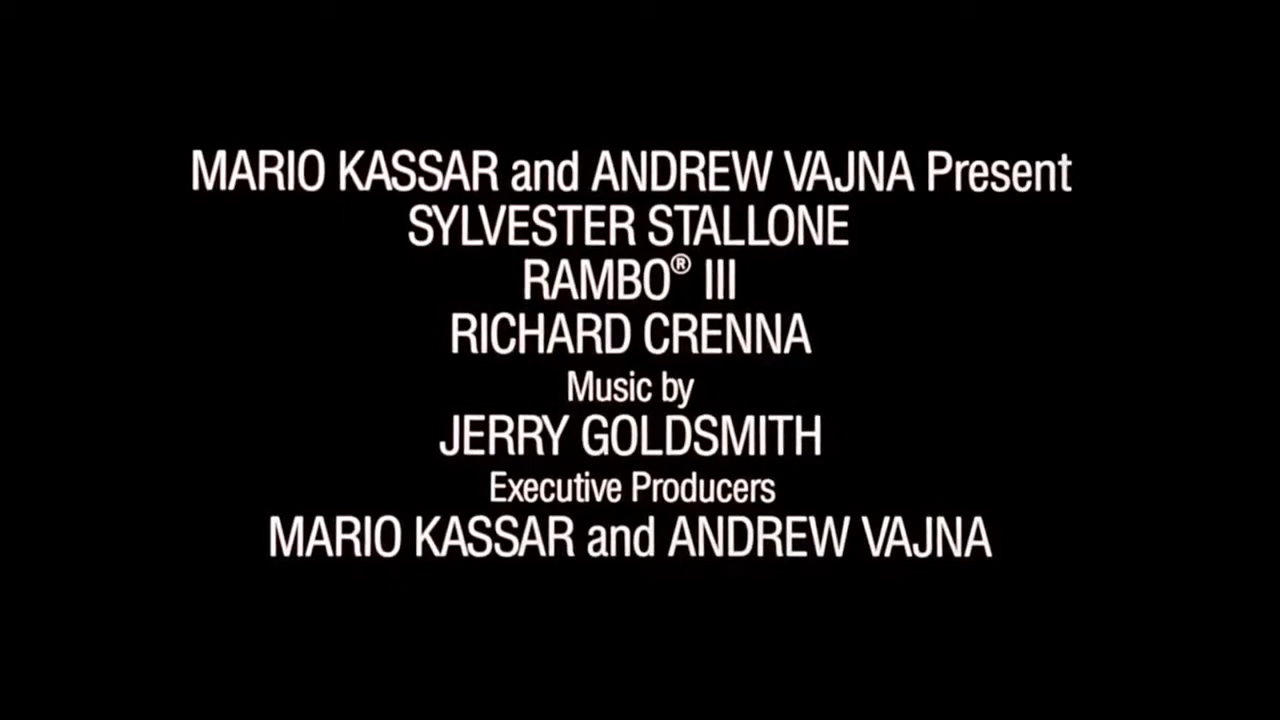 MARIO KASSAR and ANDREW VAJNA Present
SYLVESTER STALLONE
RAMBO® III
RICHARD CRENNA
Music by
JERRY GOLDSMITH
Executive Producers
MARIO KASSAR and ANDREW VAJNA